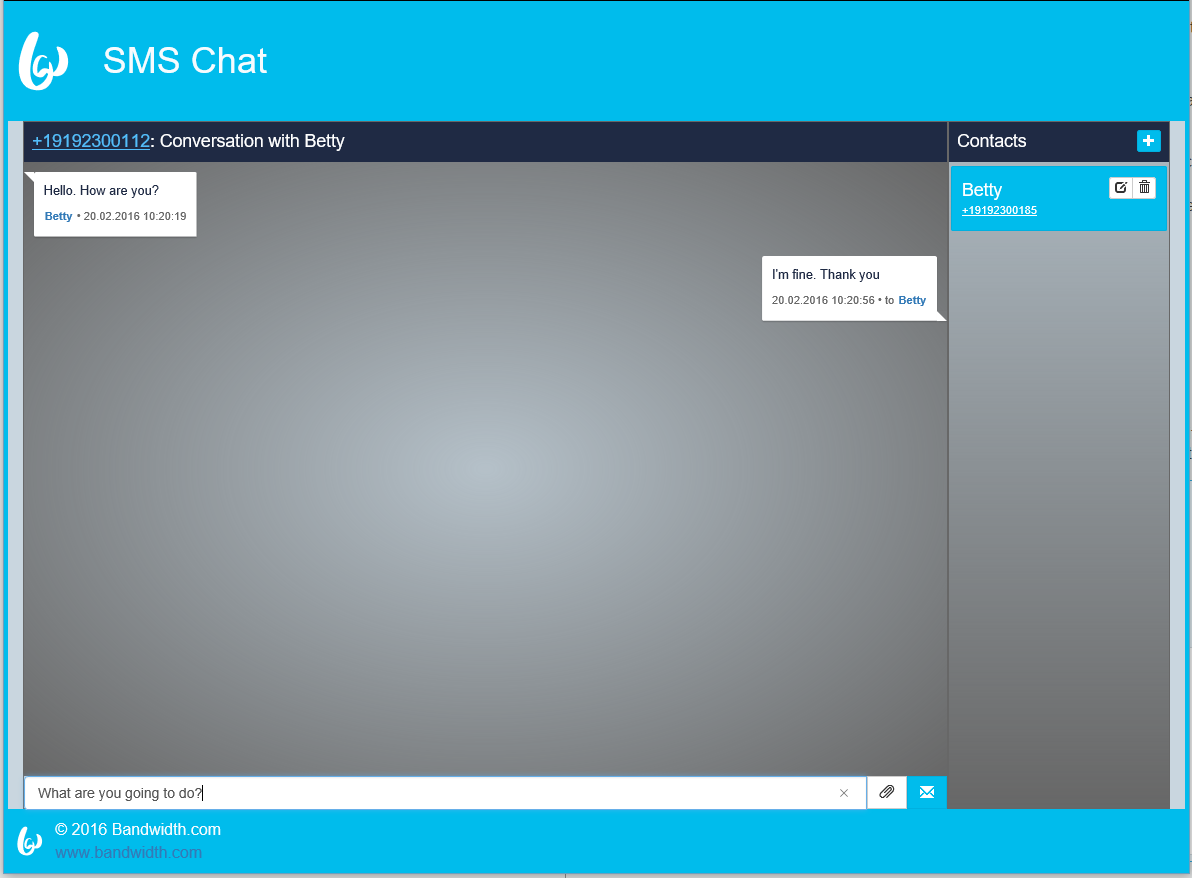 SMS Chat
+19192300112: Conversation with Betty
Contacts
Hello. How are you?
Betty • 20.02.2016 10:20:19
Betty
+19192300185
I'm fine. Thank you
20.02.2016 10:20:56 • to Betty
What are you going to do?
© 2016 Bandwidth.com
www.bandwidth.com